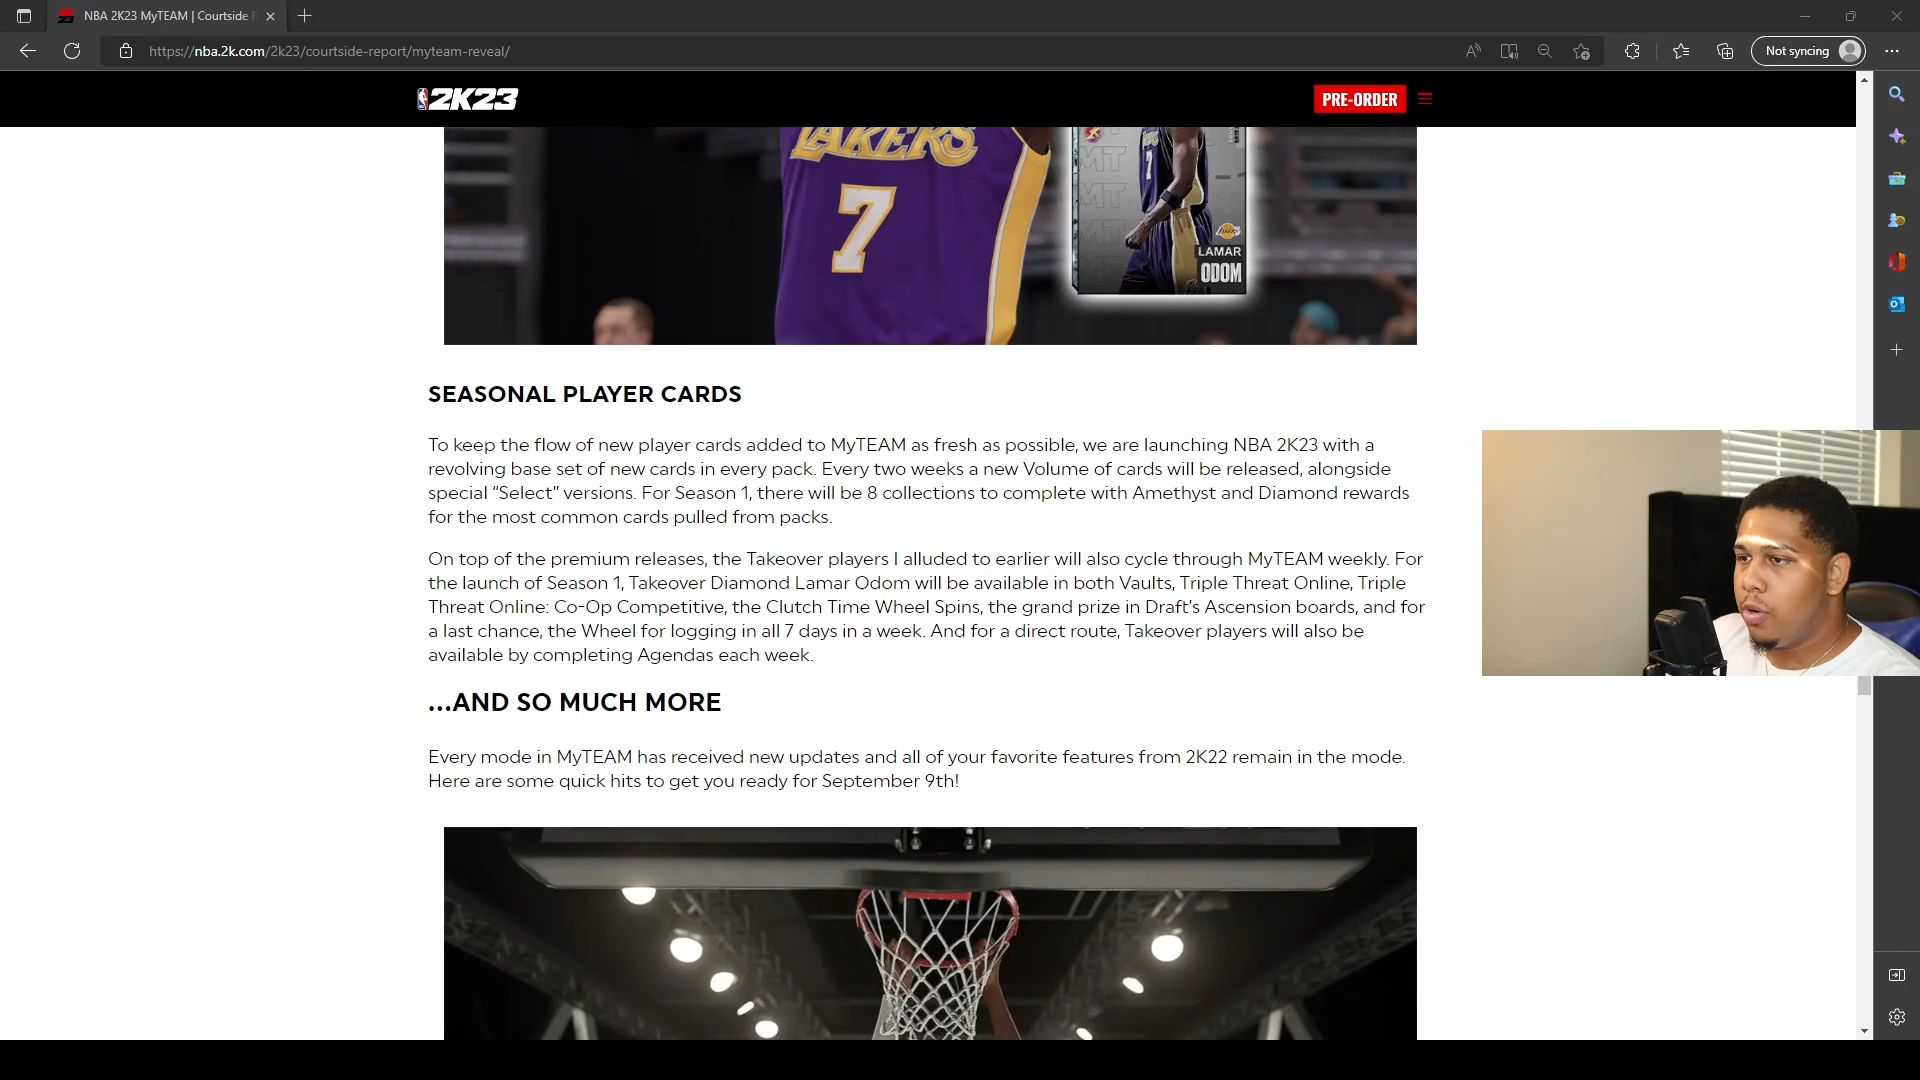 NBA 2K23 MyTEAM | Courtside
https://nba.2k.com/2k23/courtside-report/myteam-reveal/
Not syncing
2K23
PRE-ORDER
LAKERS
7
7
LAMAR
ODOM
SEASONAL PLAYER CARDS
To keep the flow of new player cards added to MyTEAM as fresh as possible, we are launching NBA 2K23 with a
revolving base set of new cards in every pack. Every two weeks a new Volume of cards will be released, alongside
special “Select” versions. For Season 1, there will be 8 collections to complete with Amethyst and Diamond rewards
for the most common cards pulled from packs.
On top of the premium releases, the Takeover players I alluded to earlier will also cycle through MyTEAM weekly. For
the launch of Season 1, Takeover Diamond Lamar Odom will be available in both Vaults, Triple Threat Online, Triple
Threat Online: Co-Op Competitive, the Clutch Time Wheel Spins, the grand prize in Draft’s Ascension boards, and for
a last chance, the Wheel for logging in all 7 days in a week. And for a direct route, Takeover players will also be
available by completing Agendas each week.
...AND SO MUCH MORE
Every mode in MyTEAM has received new updates and all of your favorite features from 2K22 remain in the mode.
Here are some quick hits to get you ready for September 9th!